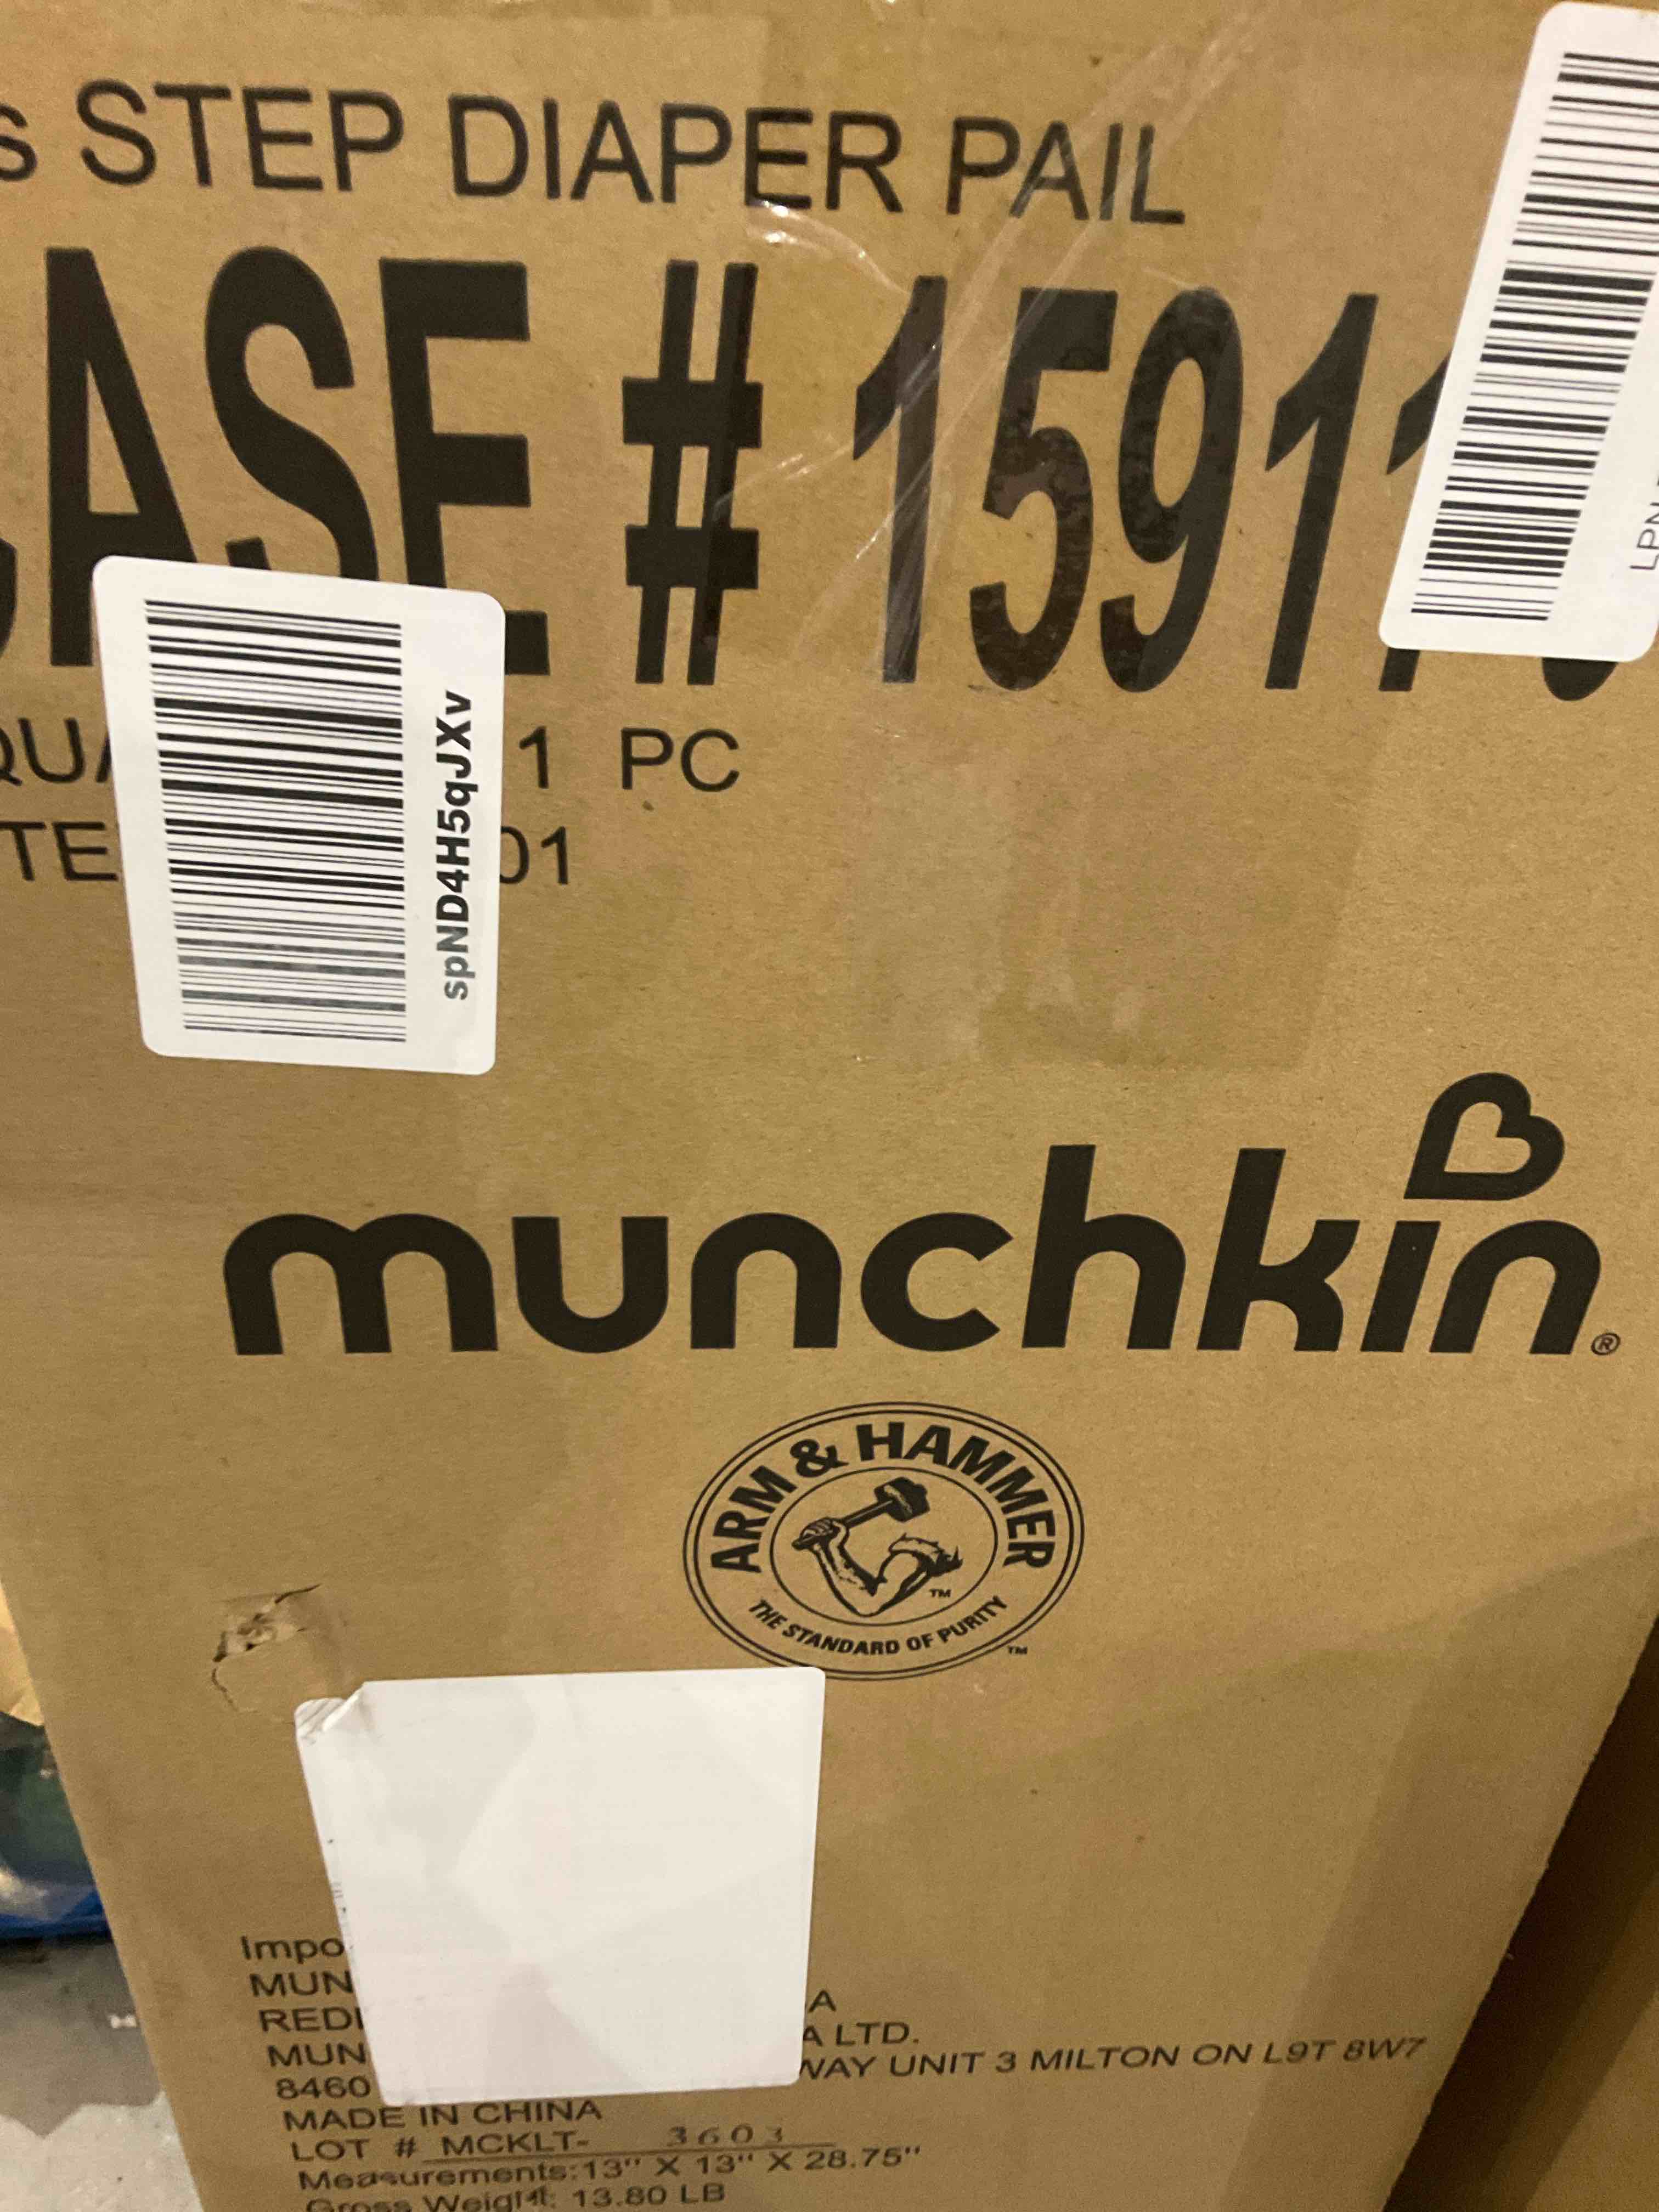 STEP DIAPER PAIL
ASE # 1591
1 PC
01
spND4H5qJXv
LPN
munchkin®
ARM & HAMMER
THE STANDARD OF PURITY
TM
TM
Impo
MUN A
REDI A LTD.
MUN WAY UNIT 3 MILTON ON L9T 8W7
8460
MADE IN CHINA
LOT # MCKLT- 3603
Measurements:13" X 13" X 28.75"
Gross Weight: 13.80 LB